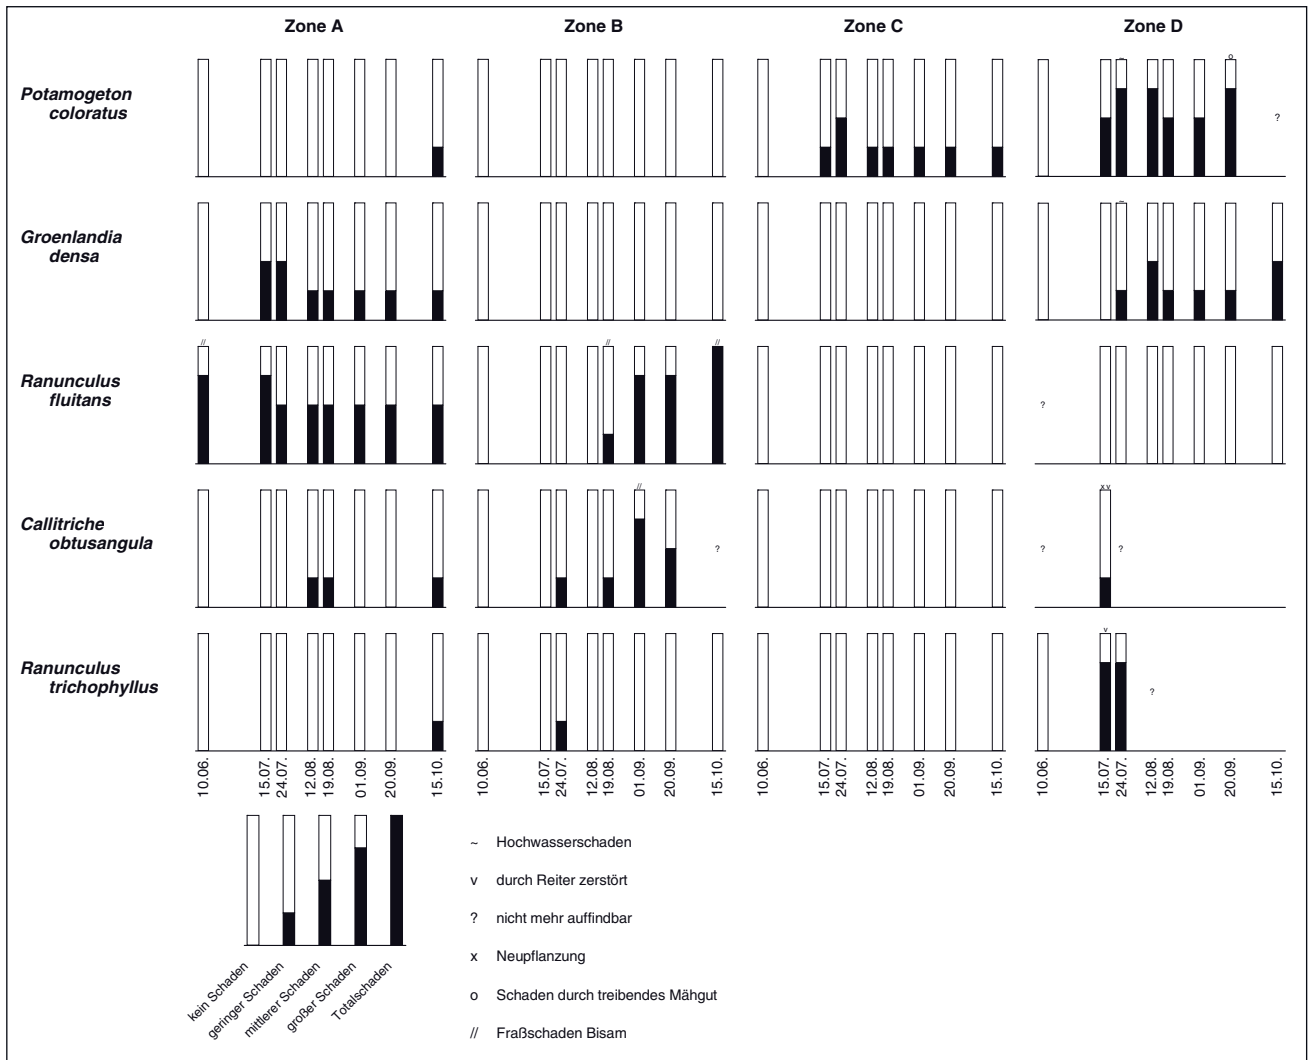 Zone A Zone B Zone C Zone D
~ o
Potamogeton
coloratus
?
~
Groenlandia
densa
// // //
Ranunculus
fluitans
?
// xv
Callitriche
obtusangula
? ? ?
v
Ranunculus
trichophyllus
?
10.06. 15.07. 24.07. 12.08. 19.08. 01.09. 20.09. 15.10. 10.06. 15.07. 24.07. 12.08. 19.08. 01.09. 20.09. 15.10. 10.06. 15.07. 24.07. 12.08. 19.08. 01.09. 20.09. 15.10. 10.06. 15.07. 24.07. 12.08. 19.08. 01.09. 20.09. 15.10.
kein Schaden
geringer Schaden
mittlerer Schaden
großer Schaden
Totalschaden
~ Hochwasserschaden
v durch Reiter zerstört
? nicht mehr auffindbar
x Neupflanzung
o Schaden durch treibendes Mähgut
// Fraßschaden Bisam